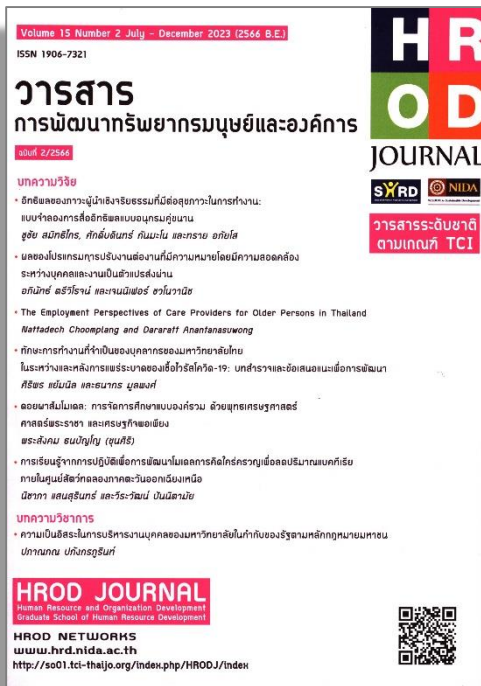 Volume 15 Number 2 July - December 2023 (2566 B.E.)
ISSN 1906-7321
HR
OD
JOURNAL
วารสาร
การพัฒนาทรัพยากรมนุษย์และองค์การ
ฉบับที่ 2/2566
NIDA
วารสารระดับชาติ
ตามเกณฑ์ TCI
บทความวิจัย
• อิทธิพลของภาวะผู้นำเชิงจริยธรรมที่มีต่อสุขภาวะในการทำงาน:
แบบจำลองการสื่ออิทธิพลแบบอนุกรมคู่ขนาน
ชูชัย สมิทธิไกร, ศักดิ์บดินทร์ กันมะโน และทราย อภัยโส
• ผลของโปรแกรมการปรับงานต่องานที่มีความหมายโดยมีความสอดคล้อง
ระหว่างบุคคลและงานเป็นตัวแปรส่งผ่าน
อภินัทธ์ ตรีวิโรจน์ และเจนนิเฟอร์ ชวโนวานิช
• The Employment Perspectives of Care Providers for Older Persons in Thailand
Nattadech Choomplang and Dararatt Anantanasuwong
• ทักษะการทำงานที่จำเป็นของบุคลากรของมหาวิทยาลัยไทย
ในระหว่างและหลังการแพร่ระบาดของเชื้อไวรัสโควิด-19: บทสำรวจและข้อเสนอแนะเพื่อการพัฒนา
ศิริพร แย้มนิล และธนากร มูลพงศ์
• ดอยผาส้มโมเดล: การจัดการศึกษาแบบองค์รวม ด้วยพุทธเศรษฐศาสตร์
ศาสตร์พระราชา และเศรษฐกิจพอเพียง
พระสังคม ธนปัญโญ (ขุนศิริ)
• การเรียนรู้จากการปฏิบัติเพื่อการพัฒนาโมเดลการคิดใคร่ครวญเพื่อลดปริมาณแบคทีเรีย
ภายในศูนย์สัตว์ทดลองภาคตะวันออกเฉียงเหนือ
นิชาภา แสนสุรินทร์ และวีระวัฒน์ ปันนิตามัย
บทความวิชาการ
• ความเป็นอิสระในการบริหารงานบุคคลของมหาวิทยาลัยในกำกับของรัฐตามหลักกฎหมายมหาชน
ปภาณภณ ปภังกรภูรินท์
HROD JOURNAL
Human Resource and Organization Development
Graduate School of Human Resource Development
HROD NETWORKS
www.hrd.nida.ac.th
http://so01.tci-thaijo.org/index.php/HRODJ/index